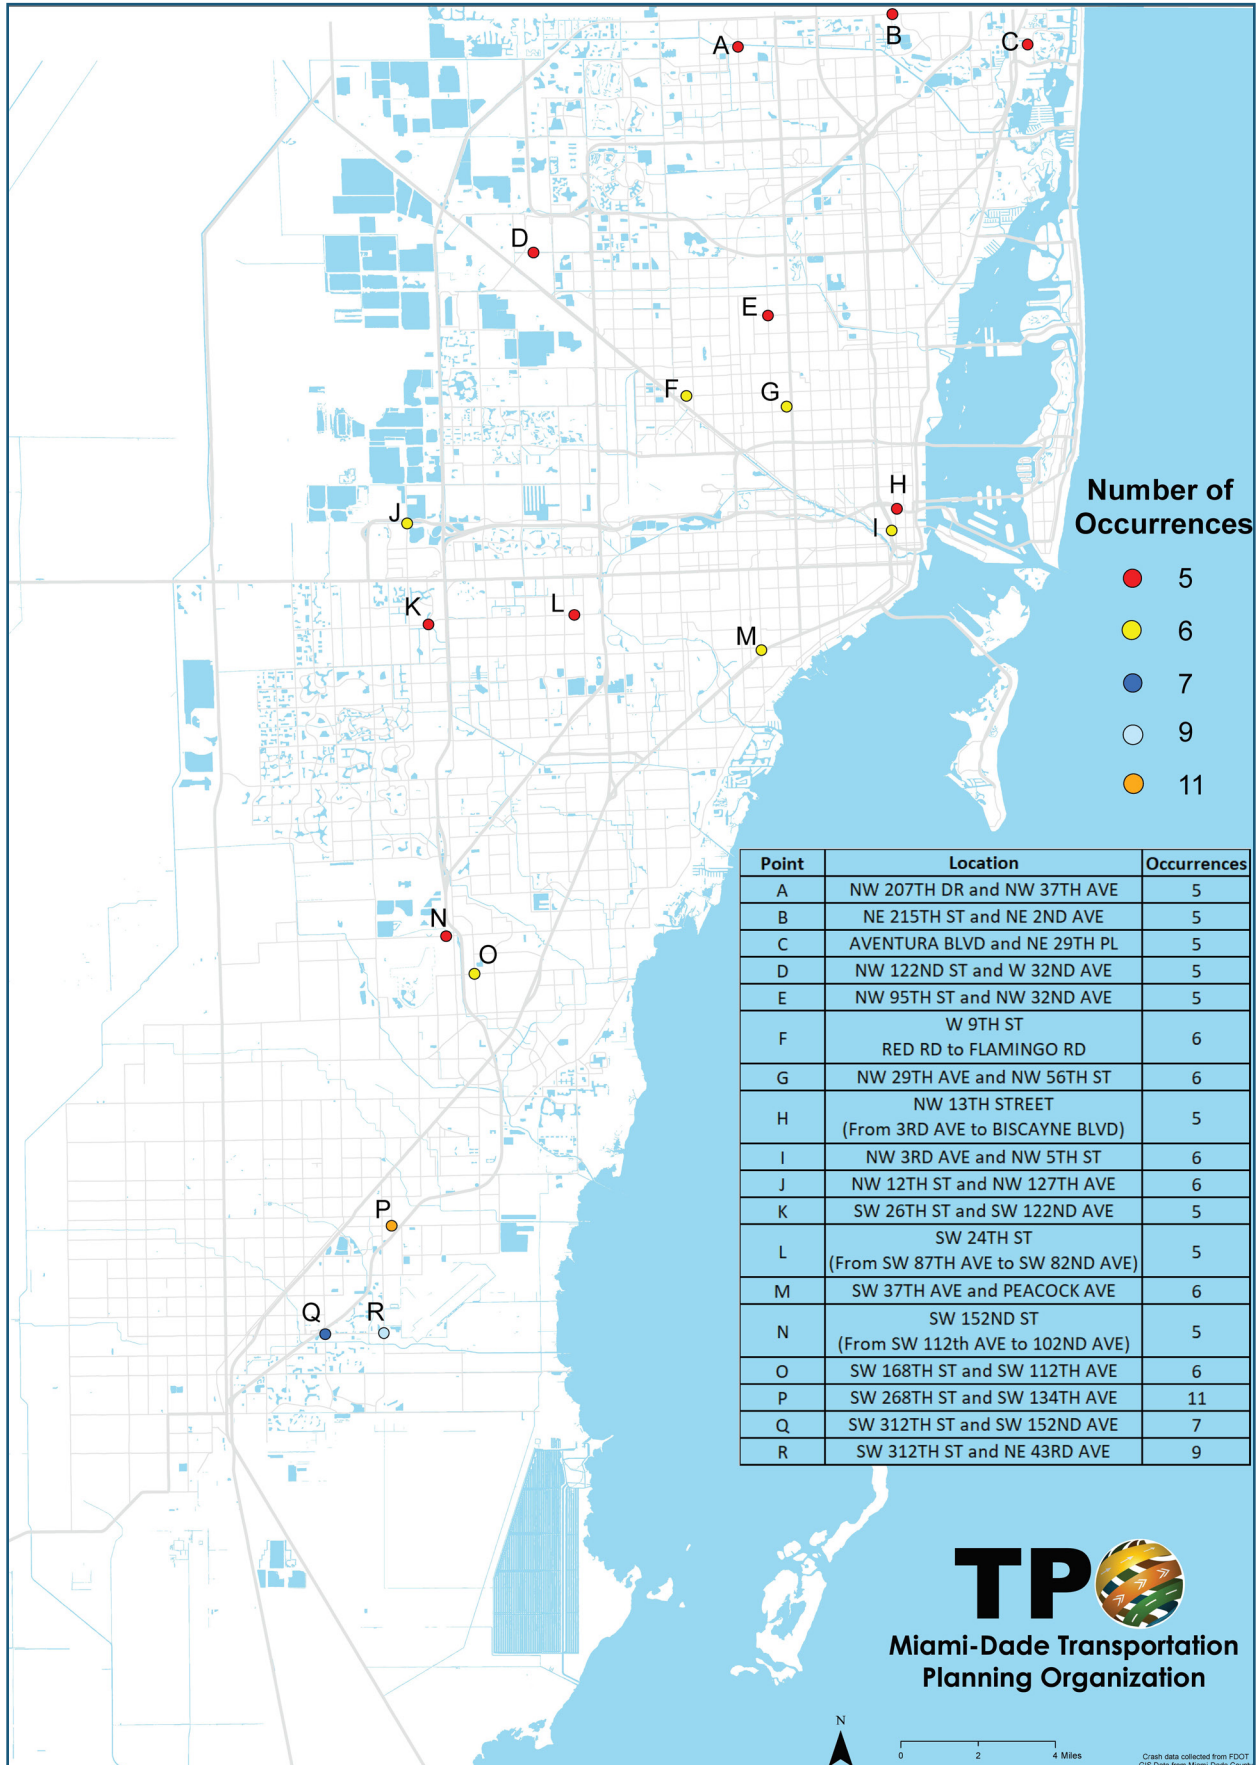 A
B
C
D
E
F
G
H
I
J
K
L
M
N
O
P
Q
R
Number of
Occurrences
5
6
7
9
11
Point Location Occurrences
A NW 207TH DR and NW 37TH AVE 5
B NE 215TH ST and NE 2ND AVE 5
C AVENTURA BLVD and NE 29TH PL 5
D NW 122ND ST and W 32ND AVE 5
E NW 95TH ST and NW 32ND AVE 5
F W 9TH ST
RED RD to FLAMINGO RD 6
G NW 29TH AVE and NW 56TH ST 6
H NW 13TH STREET
(From 3RD AVE to BISCAYNE BLVD) 5
I NW 3RD AVE and NW 5TH ST 6
J NW 12TH ST and NW 127TH AVE 6
K SW 26TH ST and SW 122ND AVE 5
L SW 24TH ST
(From SW 87TH AVE to SW 82ND AVE) 5
M SW 37TH AVE and PEACOCK AVE 6
N SW 152ND ST
(From SW 112th AVE to 102ND AVE) 5
O SW 168TH ST and SW 112TH AVE 6
P SW 268TH ST and SW 134TH AVE 11
Q SW 312TH ST and SW 152ND AVE 7
R SW 312TH ST and NE 43RD AVE 9
TPO
Miami-Dade Transportation
Planning Organization
N
0 2 4 Miles
Crash data collected from FDOT
GIS Data from Miami-Dade County